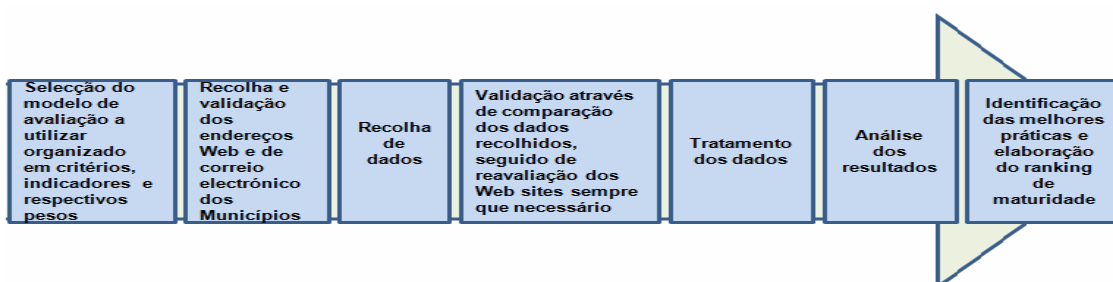 Selecção do
modelo de
avaliação a
utilizar
organizado
em critérios,
indicadores e
respectivos
pesos
Recolha e
validação
dos
endereços
Web e de
correio
electrónico
dos
Municípios
Recolha
de
dados
Validação através
de comparação
dos dados
recolhidos,
seguido de
reavaliação dos
Web sites sempre
que necessário
Tratamento
dos dados
Análise
dos
resultados
Identificação
das melhores
práticas e
elaboração
do ranking
de
maturidade